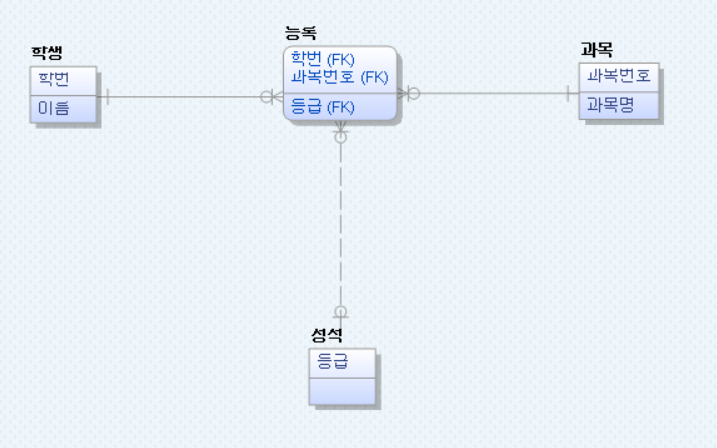 학생
학번
이름
등록
학번 (FK)
과목번호 (FK)
등급 (FK)
과목
과목번호
과목명
성적
등급